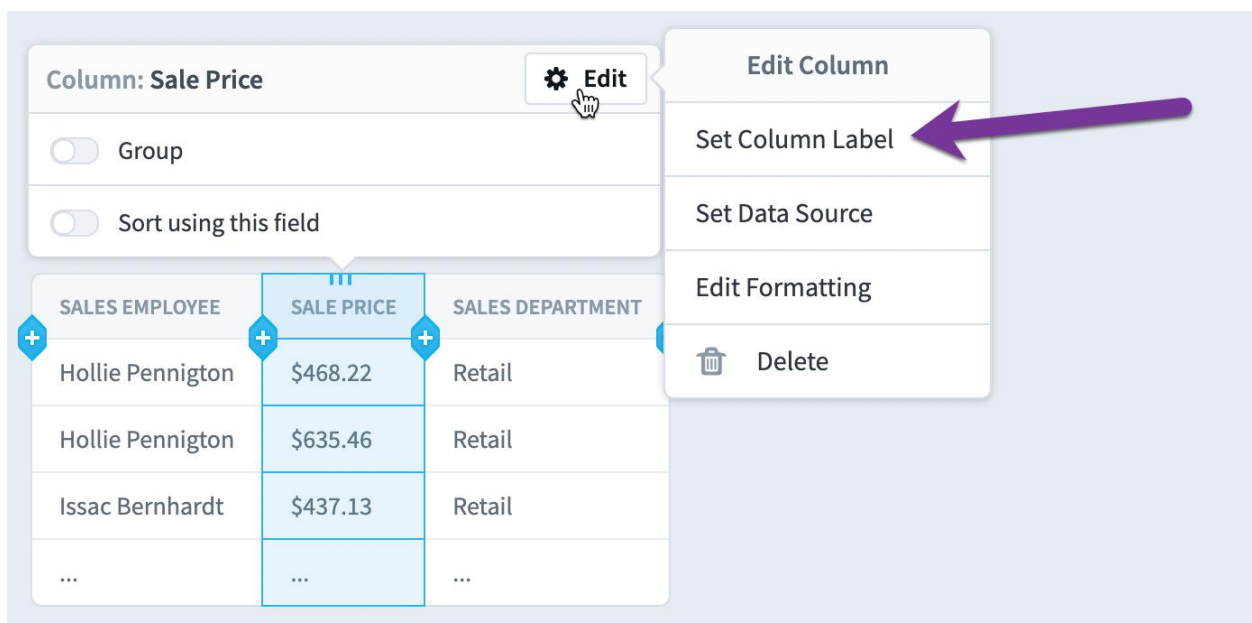 Column: Sale Price
Edit
Group
Sort using this field
Edit Column
Set Column Label
Set Data Source
Edit Formatting
Delete
SALES EMPLOYEE SALE PRICE SALES DEPARTMENT
Hollie Pennigton $468.22 Retail
Hollie Pennigton $635.46 Retail
Issac Bernhardt $437.13 Retail
... ... ...